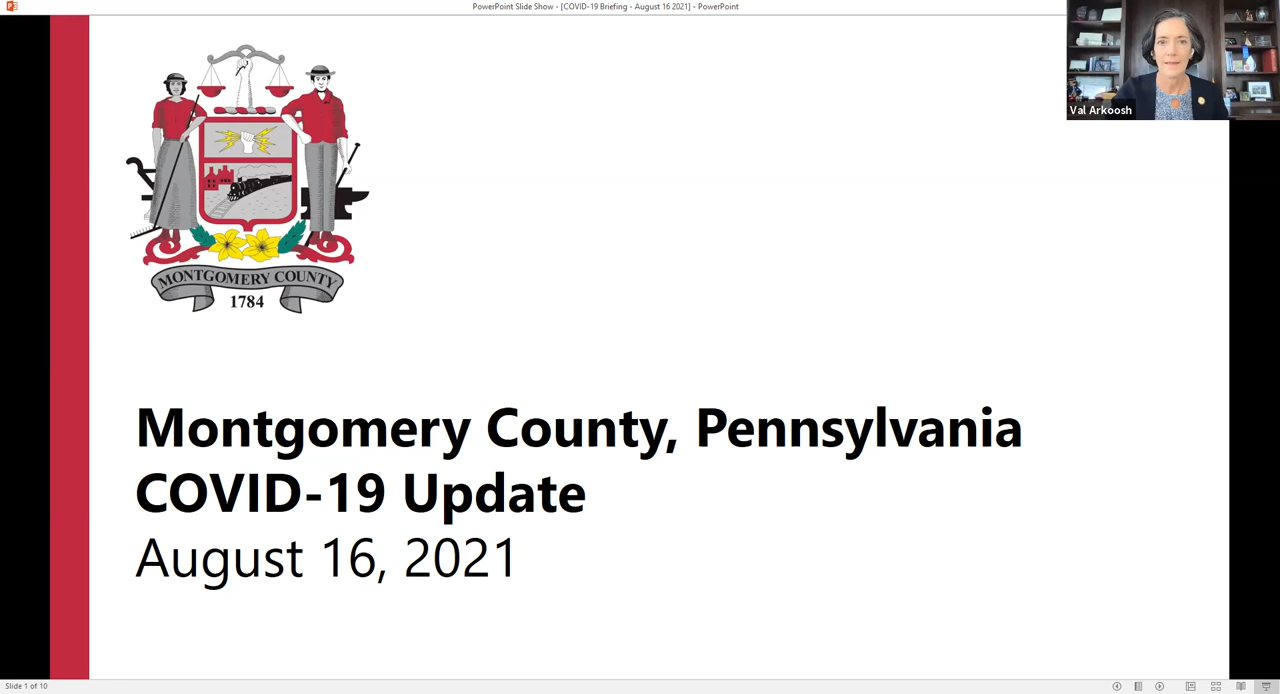 PowerPoint Slide Show - [COVID-19 Briefing - August 16 2021] - PowerPoint
Val Arkoosh
MONTGOMERY COUNTY
1784
Montgomery County, Pennsylvania
COVID-19 Update
August 16, 2021
Slide 1 of 10